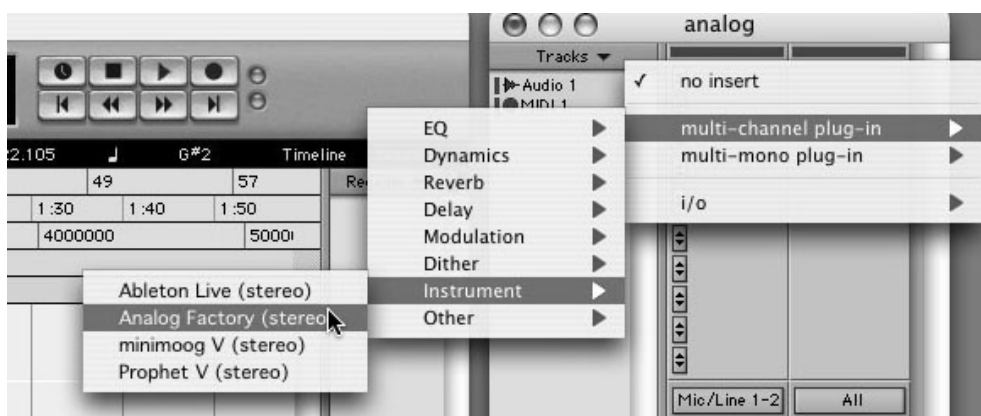 analog
Tracks
Audio 1
MIDI 1
no insert
multi-channel plug-in
multi-mono plug-in
i/o
EQ
Dynamics
Reverb
Delay
Modulation
Dither
Instrument
Other
Ableton Live (stereo)
Analog Factory (stereo
minimoog V (stereo)
Prophet V (stereo)
2.105 G#2 Timeline
49 57
1:30 1:40 1:50
4000000 5000
Mic/Line 1-2 All